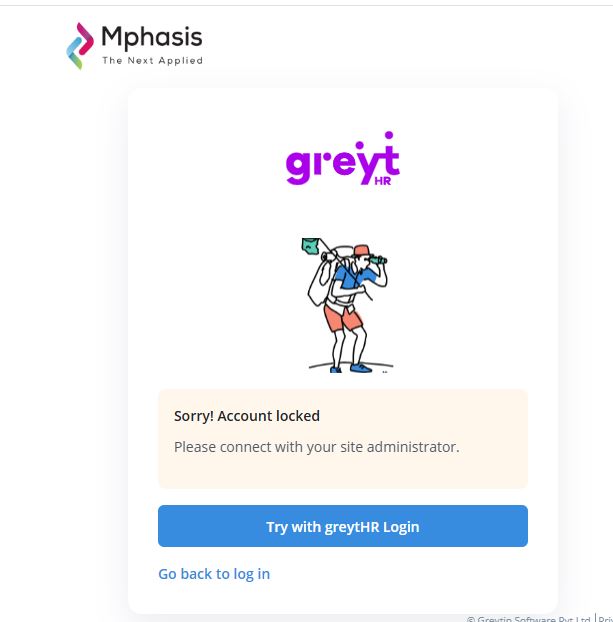 Mphasis
The Next Applied
greyt
HR
Sorry! Account locked
Please connect with your site administrator.
Try with greytHR Login
Go back to log in
© Greytip Software Pvt Ltd |